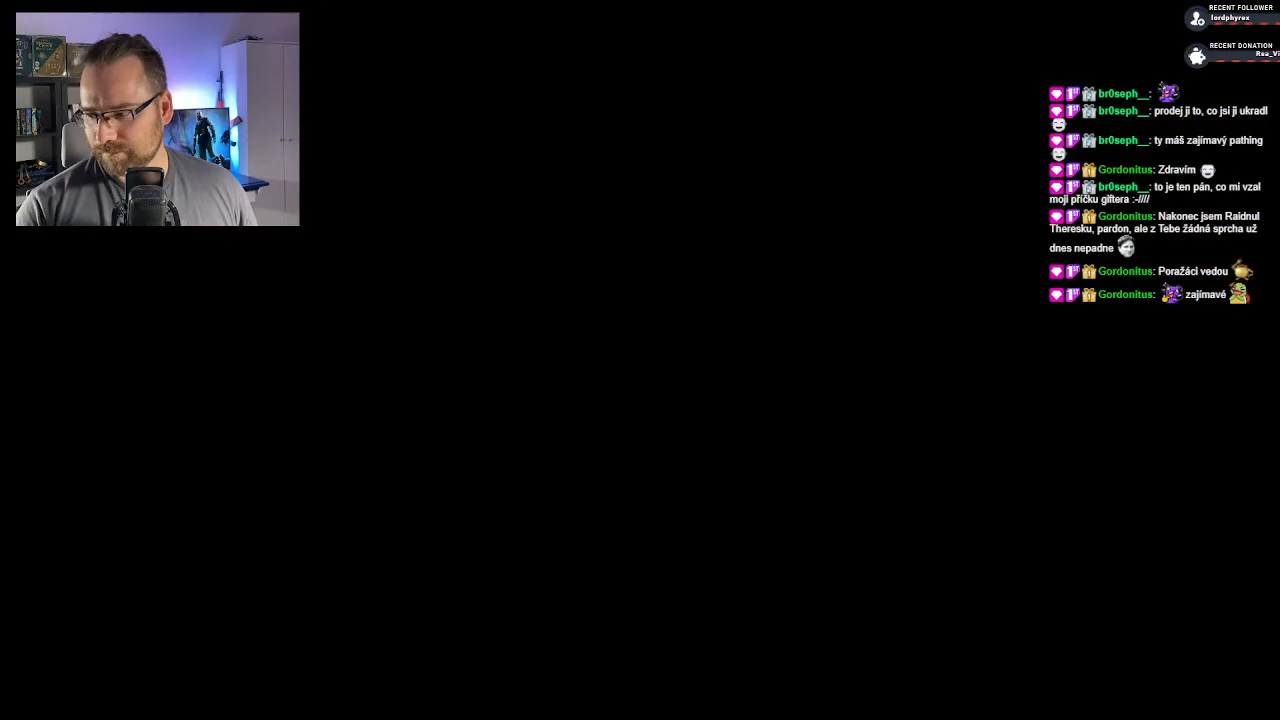 RECENT FOLLOWER
lordphyrex
RECENT DONATION
br0seph__:
br0seph__: prodej ji to, co jsi ji ukradl
br0seph__: ty máš zajímavý pathing
Gordonitus: Zdravím
br0seph__: to je ten pán, co mi vzal
moji příčku giftera :-////
Gordonitus: Nakonec jsem Raidnul
Theresku, pardon, ale z Tebe žádná sprcha už
dnes nepadne
Gordonitus: Poražáci vedou
Gordonitus: zajímavé